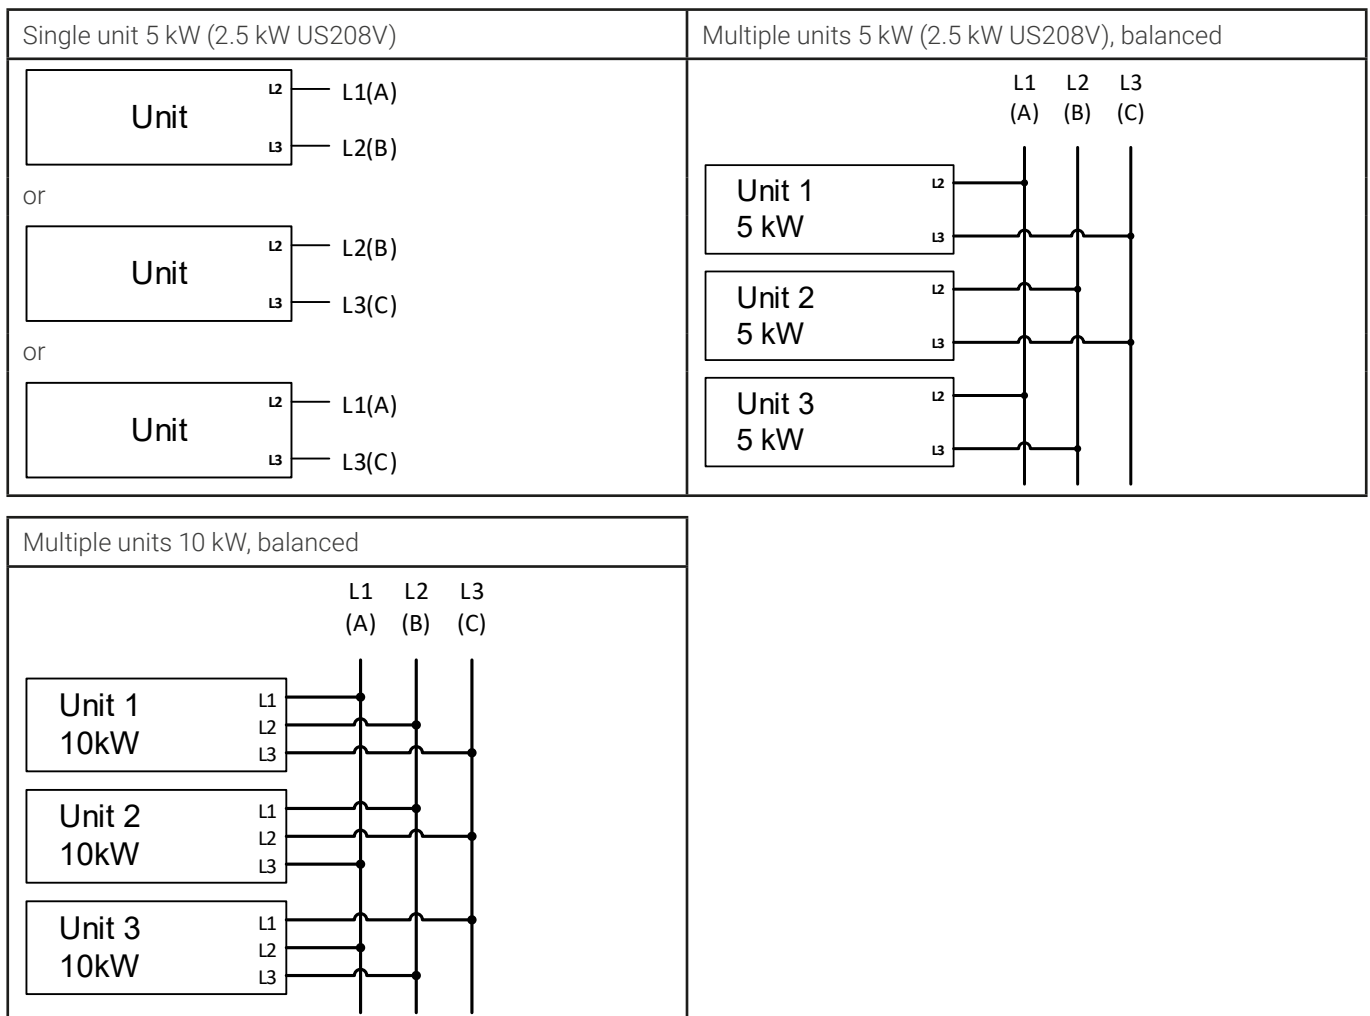 Single unit 5 kW (2.5 kW US208V)
Unit
L2
L1(A)
L3
L2(B)
or
Unit
L2
L2(B)
L3
L3(C)
or
Unit
L2
L1(A)
L3
L3(C)
Multiple units 5 kW (2.5 kW US208V), balanced
L1 L2 L3
(A) (B) (C)
Unit 1
5 kW
L2
L3
Unit 2
5 kW
L2
L3
Unit 3
5 kW
L2
L3
Multiple units 10 kW, balanced
L1 L2 L3
(A) (B) (C)
Unit 1
10kW
L1
L2
L3
Unit 2
10kW
L1
L2
L3
Unit 3
10kW
L1
L2
L3